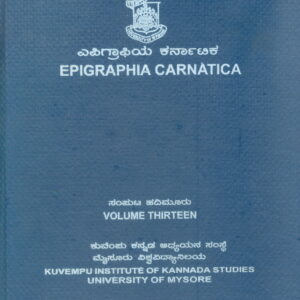 ಎಪಿಗ್ರಾಫಿಯ ಕರ್ನಾಟಿಕ
EPIGRAPHIA CARNATICA
ಸಂಪುಟ ಹದಿಮೂರು
VOLUME THIRTEEN
ಕುವೆಂಪು ಕನ್ನಡ ಅಧ್ಯಯನ ಸಂಸ್ಥೆ
ಮೈಸೂರು ವಿಶ್ವವಿದ್ಯಾನಿಲಯ
KUVEMPU INSTITUTE OF KANNADA STUDIES
UNIVERSITY OF MYSORE